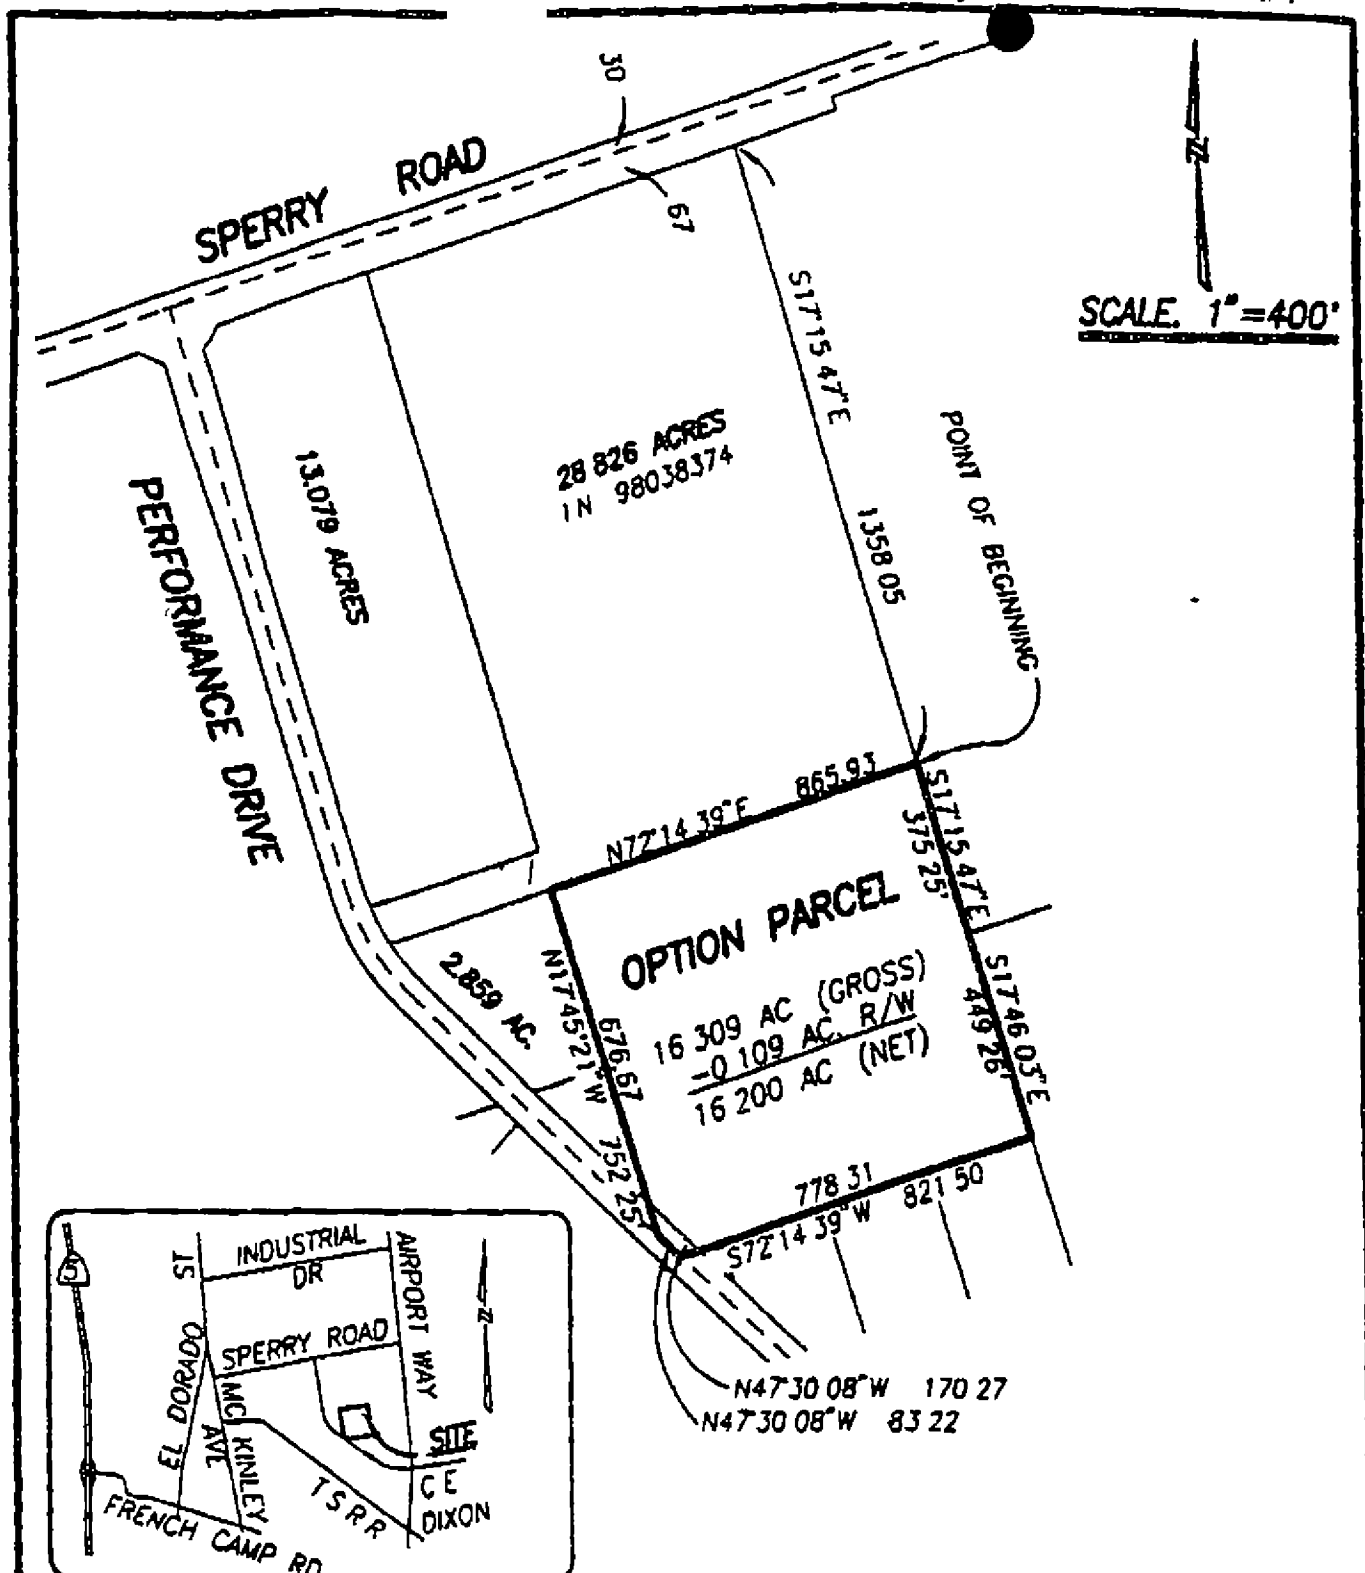 30
SPERRY ROAD
67
N
SCALE. 1"=400'
S17°15 47"E
1358 05
28 826 ACRES
IN 98038374
13.079 ACRES
PERFORMANCE DRIVE
POINT OF BEGINNING
N72°14 39"E 865.93
S17°15 47"E
375 25'
OPTION PARCEL
16 309 AC (GROSS)
-0 109 AC. R/W
16 200 AC (NET)
2.859 AC.
N17°45'21"W
676.67
752 25'
S17°46 03"E
449 26'
778 31
S72°14 39"W 821 50
N47°30 08"W 170 27
N47°30 08"W 83 22
5
ST
INDUSTRIAL
DR
AIRPORT WAY
N
SPERRY ROAD
EL DORADO
MC KINLEY
AVE
SITE
C E
DIXON
T S R R
FRENCH CAMP RD